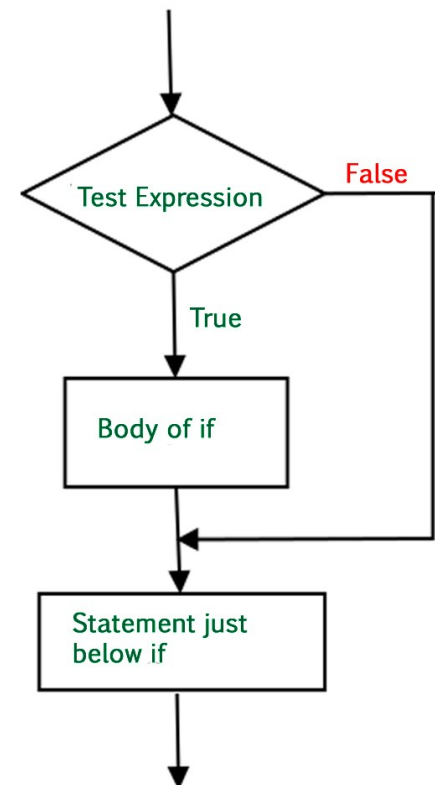 Test Expression
False
True
Body of if
Statement just
below if